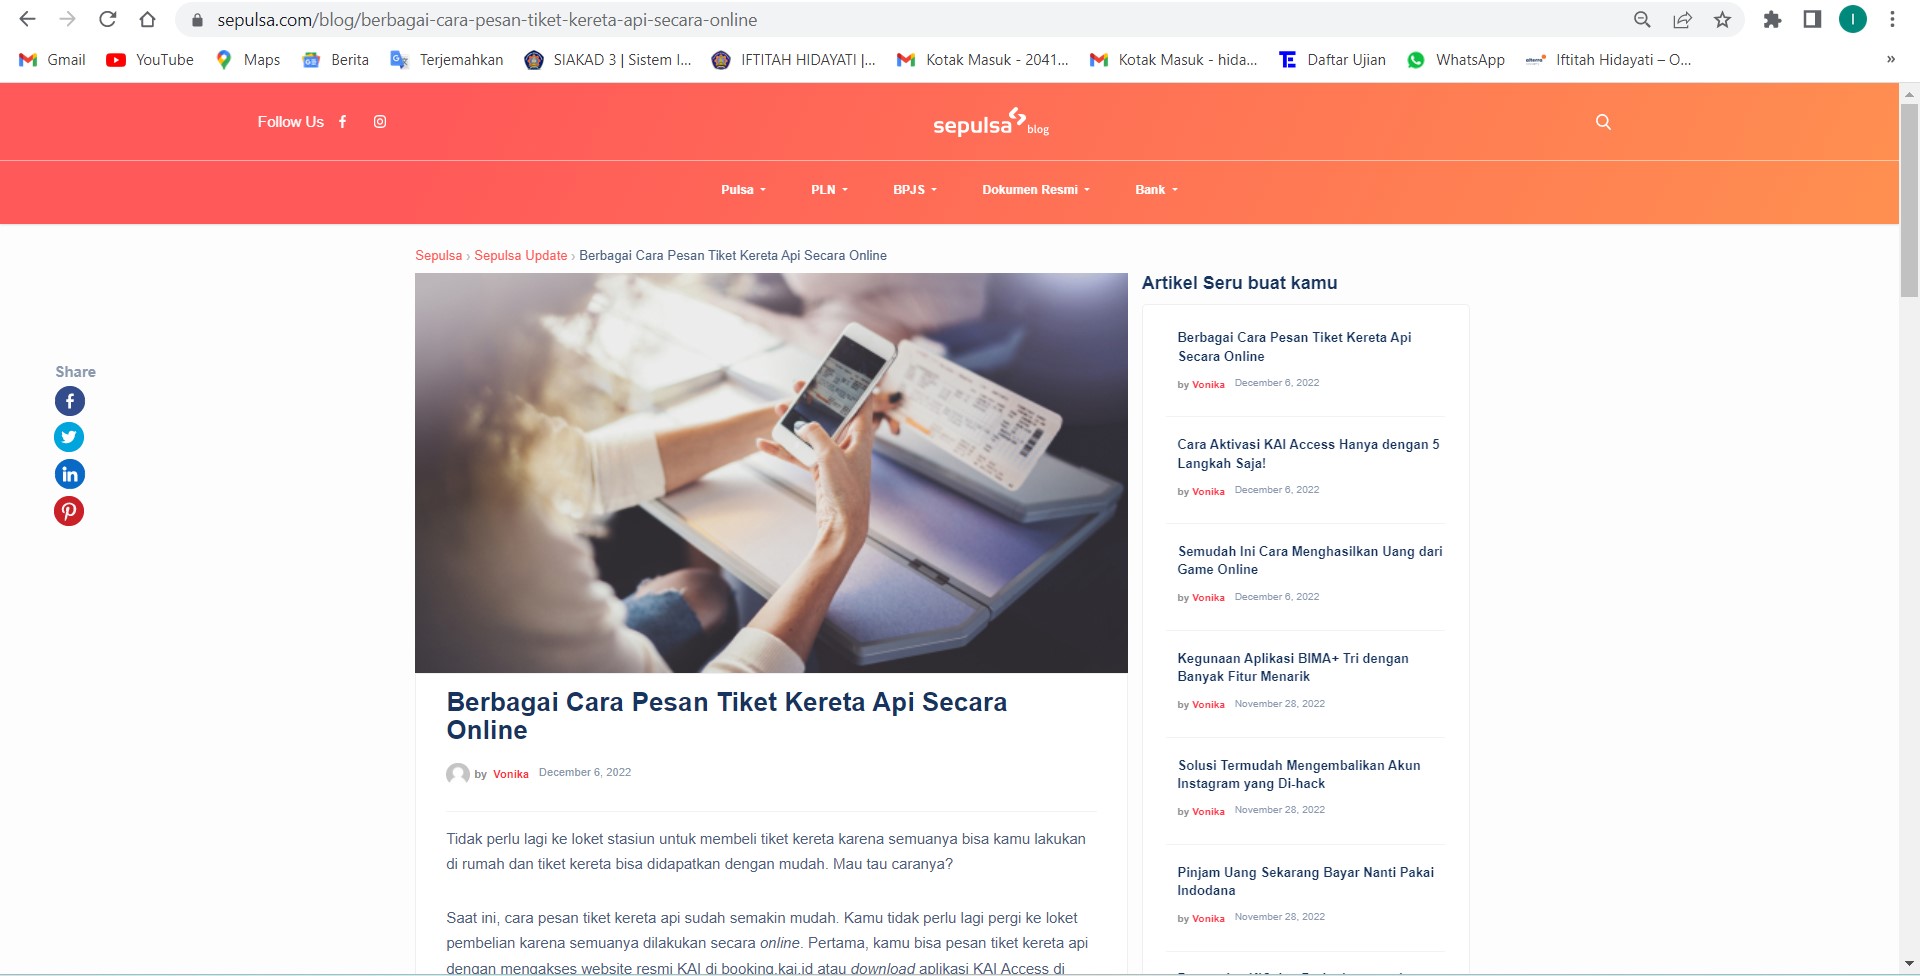 sepulsa.com/blog/berbagai-cara-pesan-tiket-kereta-api-secara-online
I
Gmail
YouTube
Maps
Berita
Terjemahkan
SIAKAD 3 | Sistem I...
IFTITAH HIDAYATI |...
Kotak Masuk - 2041...
Kotak Masuk - hida...
Daftar Ujian
WhatsApp
Iftitah Hidayati – O...
»
Follow Us
sepulsa blog
Pulsa
PLN
BPJS
Dokumen Resmi
Bank
Sepulsa › Sepulsa Update › Berbagai Cara Pesan Tiket Kereta Api Secara Online
Share
Berbagai Cara Pesan Tiket Kereta Api Secara
Online
by Vonika December 6, 2022
Tidak perlu lagi ke loket stasiun untuk membeli tiket kereta karena semuanya bisa kamu lakukan
di rumah dan tiket kereta bisa didapatkan dengan mudah. Mau tau caranya?
Saat ini, cara pesan tiket kereta api sudah semakin mudah. Kamu tidak perlu lagi pergi ke loket
pembelian karena semuanya dilakukan secara online. Pertama, kamu bisa pesan tiket kereta api
dengan mengakses website resmi KAI di booking.kai.id atau download aplikasi KAI Access di
Artikel Seru buat kamu
Berbagai Cara Pesan Tiket Kereta Api
Secara Online
by Vonika December 6, 2022
Cara Aktivasi KAI Access Hanya dengan 5
Langkah Saja!
by Vonika December 6, 2022
Semudah Ini Cara Menghasilkan Uang dari
Game Online
by Vonika December 6, 2022
Kegunaan Aplikasi BIMA+ Tri dengan
Banyak Fitur Menarik
by Vonika November 28, 2022
Solusi Termudah Mengembalikan Akun
Instagram yang Di-hack
by Vonika November 28, 2022
Pinjam Uang Sekarang Bayar Nanti Pakai
Indodana
by Vonika November 28, 2022